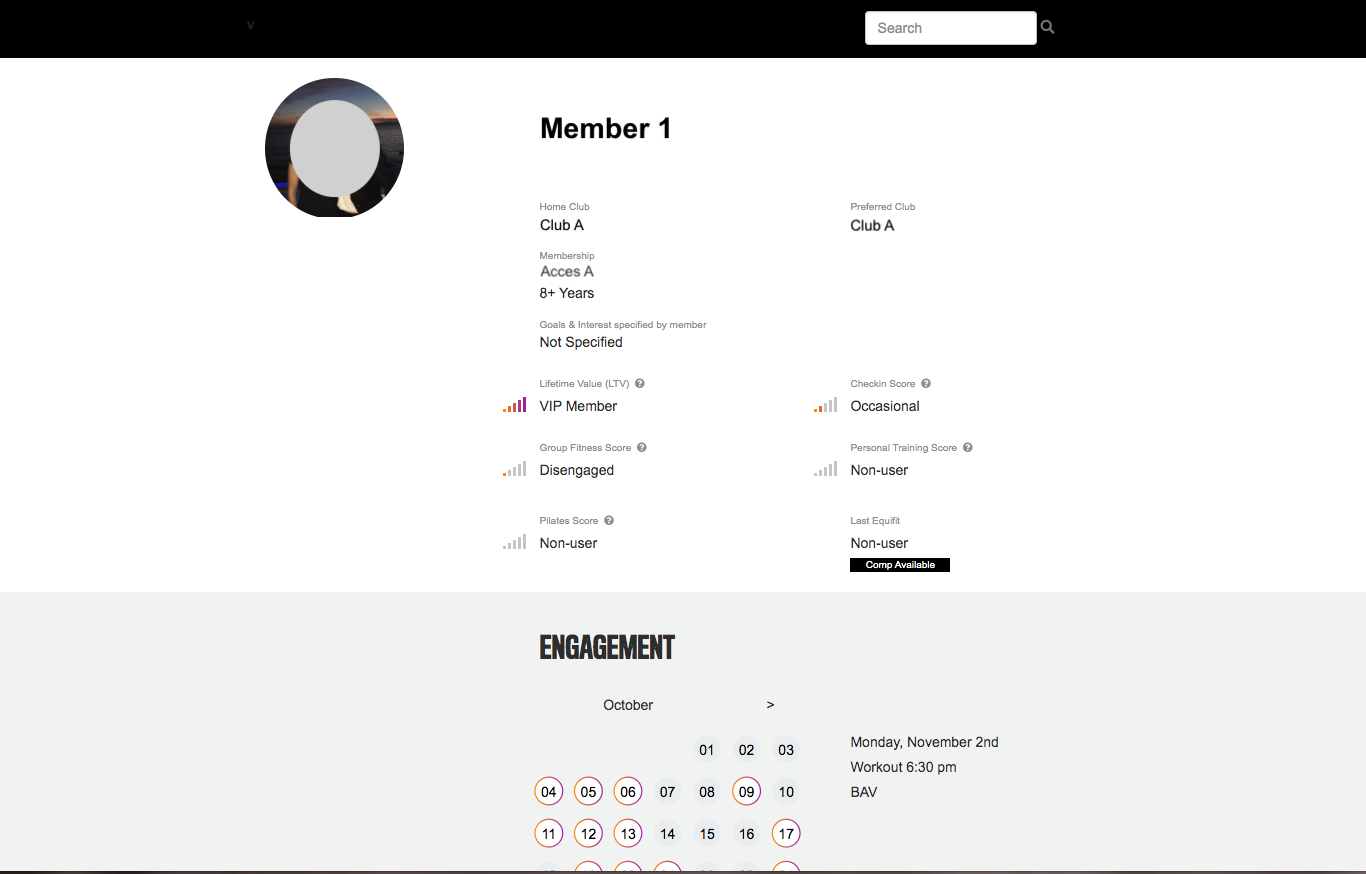 v
Search
Member 1
Home Club
Preferred Club
Club A
Club A
Membership
Acces A
8+ Years
Goals & Interest specified by member
Not Specified
Lifetime Value (LTV) ?
Checkin Score ?
VIP Member
Occasional
Group Fitness Score ?
Personal Training Score ?
Disengaged
Non-user
Pilates Score ?
Last Equifit
Non-user
Non-user
Comp Available
ENGAGEMENT
October >
01 02 03
Monday, November 2nd
Workout 6:30 pm
BAV
04 05 06 07 08 09 10
11 12 13 14 15 16 17